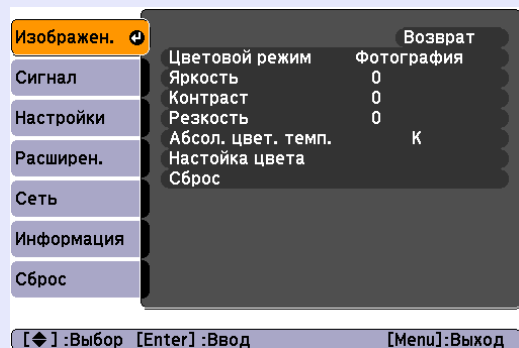 Изображен.
Сигнал
Настройки
Расширен.
Сеть
Информация
Сброс
Возврат
Цветовой режим Фотография
Яркость 0
Контраст 0
Резкость 0
Абсол. цвет. темп. K
Настойка цвета
Сброс
[◆] :Выбор [Enter] :Ввод [Menu]:Выход